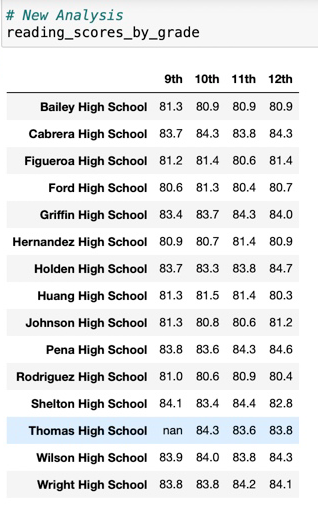 # New Analysis
reading_scores_by_grade
9th 10th 11th 12th
Bailey High School 81.3 80.9 80.9 80.9
Cabrera High School 83.7 84.3 83.8 84.3
Figueroa High School 81.2 81.4 80.6 81.4
Ford High School 80.6 81.3 80.4 80.7
Griffin High School 83.4 83.7 84.3 84.0
Hernandez High School 80.9 80.7 81.4 80.9
Holden High School 83.7 83.3 83.8 84.7
Huang High School 81.3 81.5 81.4 80.3
Johnson High School 81.3 80.8 80.6 81.2
Pena High School 83.8 83.6 84.3 84.6
Rodriguez High School 81.0 80.6 80.9 80.4
Shelton High School 84.1 83.4 84.4 82.8
Thomas High School nan 84.3 83.6 83.8
Wilson High School 83.9 84.0 83.8 84.3
Wright High School 83.8 83.8 84.2 84.1